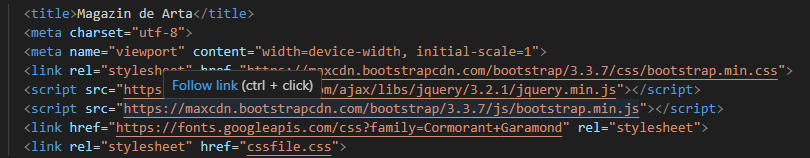 <title>Magazin de Arta</title>
<meta charset="utf-8">
<meta name="viewport" content="width=device-width, initial-scale=1">
<link rel="stylesheet" href="https://maxcdn.bootstrapcdn.com/bootstrap/3.3.7/css/bootstrap.min.css">
Follow link (ctrl + click)
<script src="https om/ajax/libs/jquery/3.2.1/jquery.min.js"></script>
<script src="https://maxcdn.bootstrapcdn.com/bootstrap/3.3.7/js/bootstrap.min.js"></script>
<link href="https://fonts.googleapis.com/css?family=Cormorant+Garamond" rel="stylesheet">
<link rel="stylesheet" href="cssfile.css">